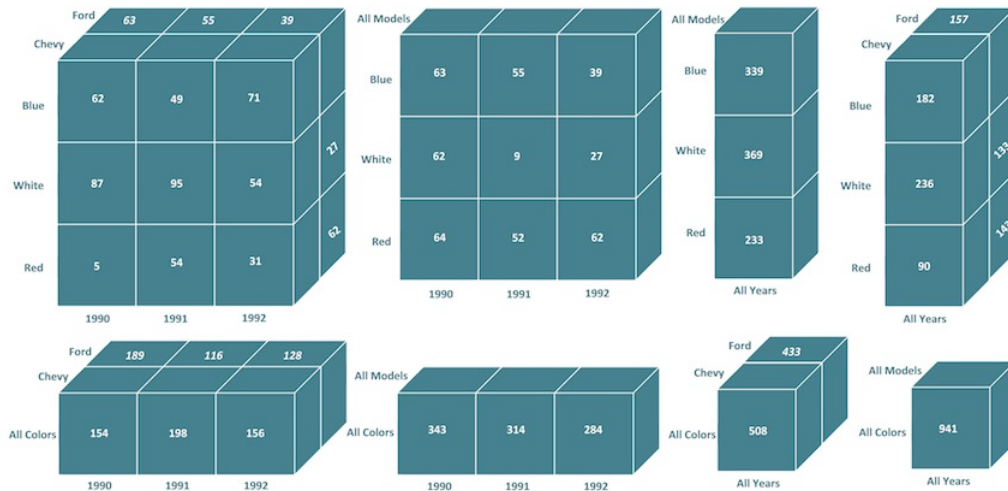 Ford 63 55 39
Chevy
Blue 62 49 71
27
White 87 95 54
62
Red 5 54 31
1990 1991 1992
All Models
Blue 63 55 39
White 62 9 27
Red 64 52 62
1990 1991 1992
All Models
Blue 339
White 369
Red 233
All Years
Ford 157
Chevy
Blue 182
133
White 236
Red 90
All Years
Ford 189 116 128
Chevy
All Colors 154 198 156
1990 1991 1992
All Models
All Colors 343 314 284
1990 1991 1992
Ford 433
Chevy
All Colors 508
All Years
All Models
All Colors 941
All Years